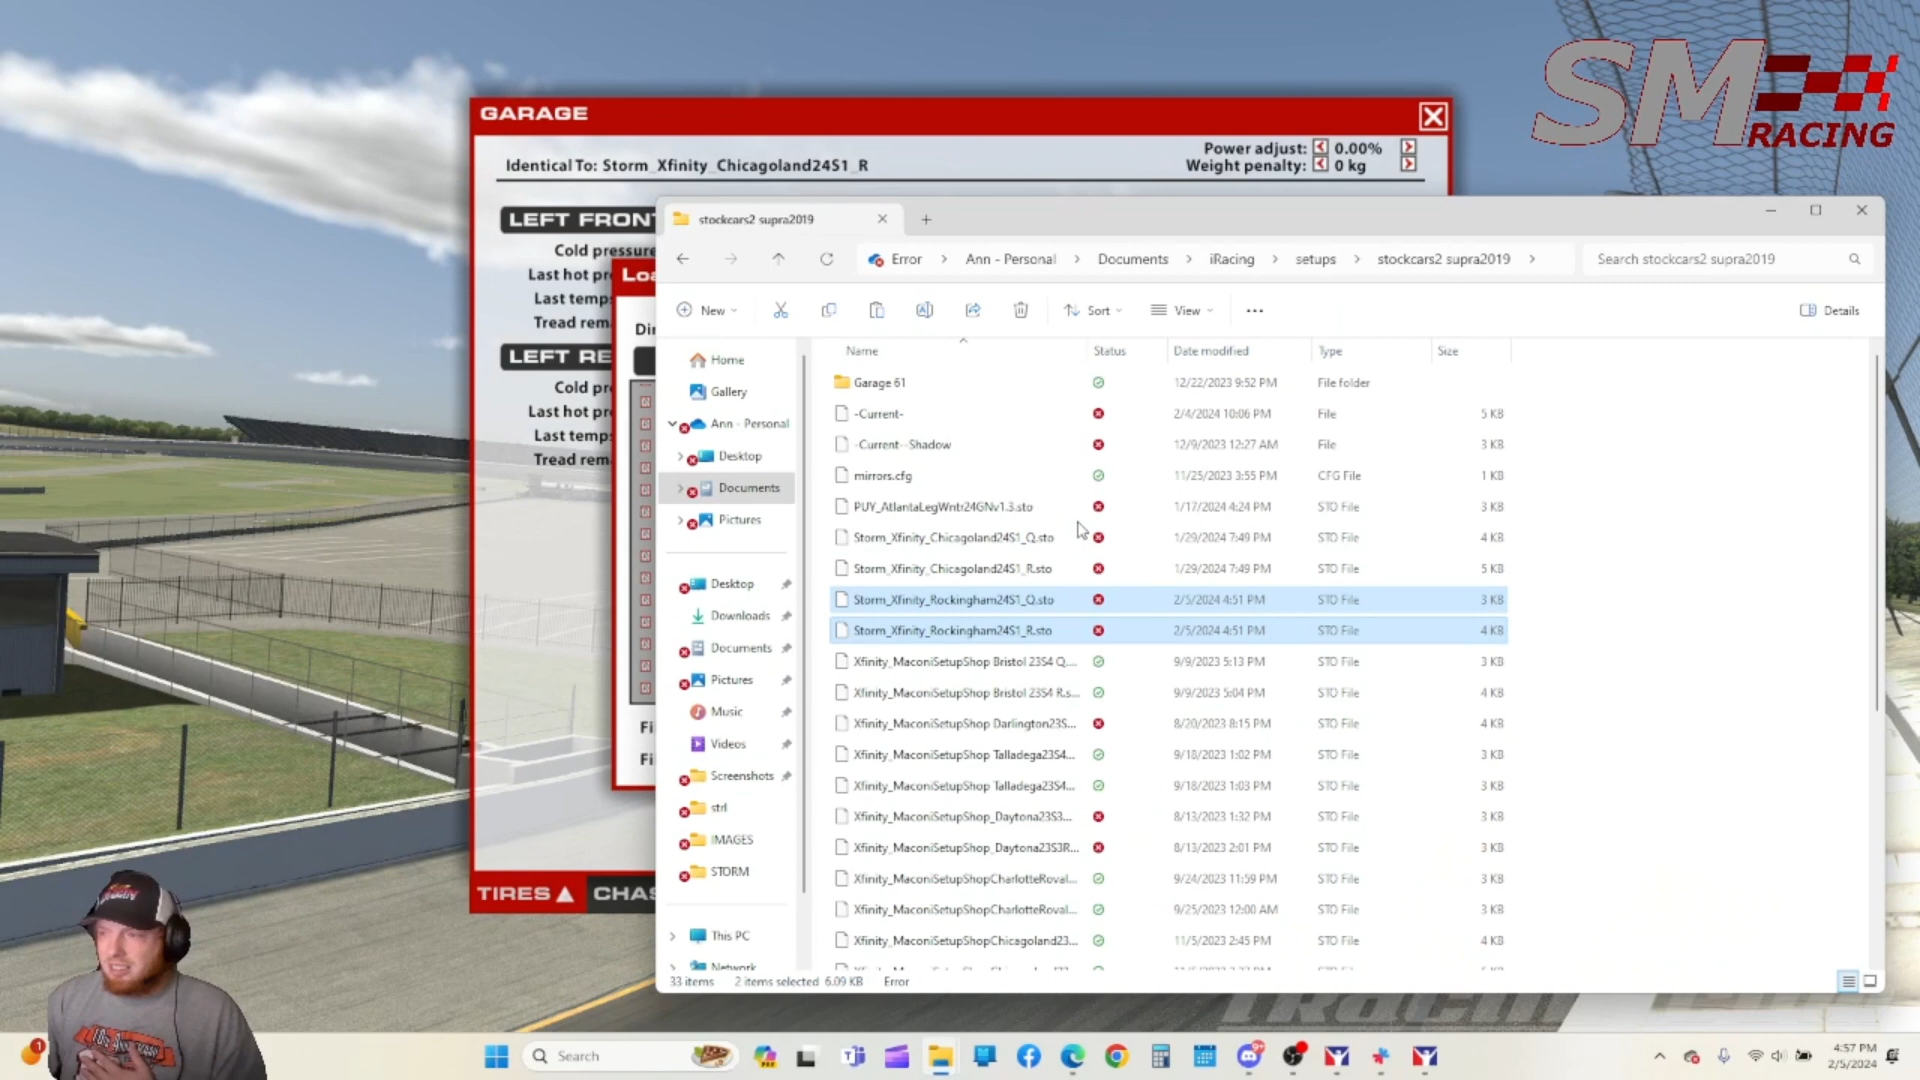 SM
RACING
GARAGE
Identical To: Storm_Xfinity_Chicagoland24S1_R
Power adjust: 0.00%
Weight penalty: 0 kg
LEFT FRONT
Cold pressure
Last hot pr
Last temps
Tread rema
LEFT RE
Cold pr
Last hot pr
Last temps
Tread rem
TIRES
CHAS
Loa
Dir
Fi
Fi
stockcars2 supra2019
Error > Ann - Personal > Documents > iRacing > setups > stockcars2 supra2019 >
Search stockcars2 supra2019
New
Sort
View
Details
Home
Gallery
Ann - Personal
Desktop
Documents
Pictures
Desktop
Downloads
Documents
Pictures
Music
Videos
Screenshots
strl
IMAGES
STORM
This PC
Network
Name Status Date modified Type Size
Garage 61 12/22/2023 9:52 PM File folder
-Current- 2/4/2024 10:06 PM File 5 KB
-Current--Shadow 12/9/2023 12:27 AM File 3 KB
mirrors.cfg 11/25/2023 3:55 PM CFG File 1 KB
PUY_AtlantaLegWntr24GNv1.3.sto 1/17/2024 4:24 PM STO File 3 KB
Storm_Xfinity_Chicagoland24S1_Q.sto 1/29/2024 7:49 PM STO File 4 KB
Storm_Xfinity_Chicagoland24S1_R.sto 1/29/2024 7:49 PM STO File 5 KB
Storm_Xfinity_Rockingham24S1_Q.sto 2/5/2024 4:51 PM STO File 3 KB
Storm_Xfinity_Rockingham24S1_R.sto 2/5/2024 4:51 PM STO File 4 KB
Xfinity_MaconiSetupShop Bristol 23S4 Q.... 9/9/2023 5:13 PM STO File 3 KB
Xfinity_MaconiSetupShop Bristol 23S4 R.s... 9/9/2023 5:04 PM STO File 4 KB
Xfinity_MaconiSetupShop Darlington23S... 8/20/2023 8:15 PM STO File 4 KB
Xfinity_MaconiSetupShop Talladega23S4... 9/18/2023 1:02 PM STO File 3 KB
Xfinity_MaconiSetupShop Talladega23S4... 9/18/2023 1:03 PM STO File 3 KB
Xfinity_MaconiSetupShop_Daytona23S3... 8/13/2023 1:32 PM STO File 3 KB
Xfinity_MaconiSetupShop_Daytona23S3R... 8/13/2023 2:01 PM STO File 3 KB
Xfinity_MaconiSetupShopCharlotteRoval... 9/24/2023 11:59 PM STO File 3 KB
Xfinity_MaconiSetupShopCharlotteRoval... 9/25/2023 12:00 AM STO File 3 KB
Xfinity_MaconiSetupShopChicagoland23... 11/5/2023 2:45 PM STO File 4 KB
33 items 2 items selected 6.09 KB Error
Search
4:57 PM
2/5/2024